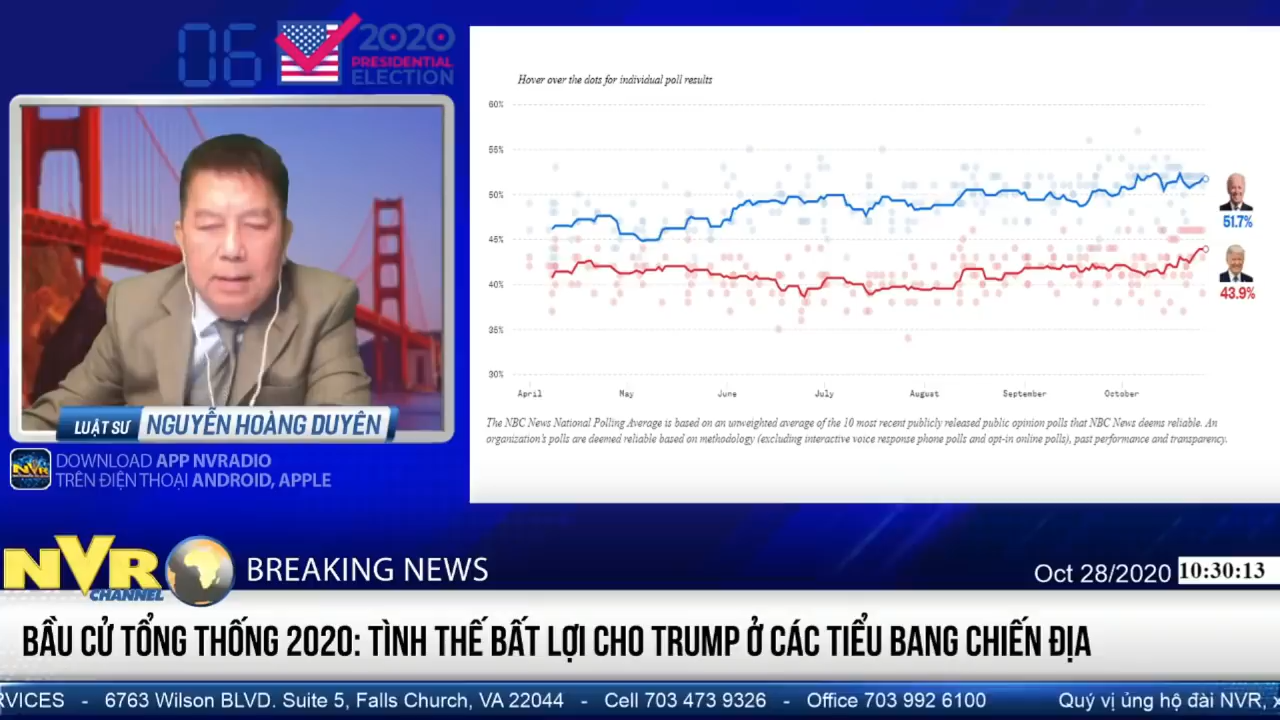 06
2020
PRESIDENTIAL
ELECTION
LUẬT SƯ NGUYỄN HOÀNG DUYÊN
NVR
DOWNLOAD APP NVRADIO
TRÊN ĐIỆN THOẠI ANDROID, APPLE
Hover over the dots for individual poll results
60%
55%
50%
45%
40%
35%
30%
April May June July August September October
51.7%
43.9%
The NBC News National Polling Average is based on an unweighted average of the 10 most recent publicly released public opinion polls that NBC News deems reliable. An
organization's polls are deemed reliable based on methodology (excluding interactive voice response phone polls and opt-in online polls), past performance and transparency.
NVR
CHANNEL
BREAKING NEWS
Oct 28/2020 10:30:13
BẦU CỬ TỔNG THỐNG 2020: TÌNH THẾ BẤT LỢI CHO TRUMP Ở CÁC TIỂU BANG CHIẾN ĐỊA
RVICES - 6763 Wilson BLVD. Suite 5, Falls Church, VA 22044 - Cell 703 473 9326 - Office 703 992 6100 Quý vị ủng hộ đài NVR,